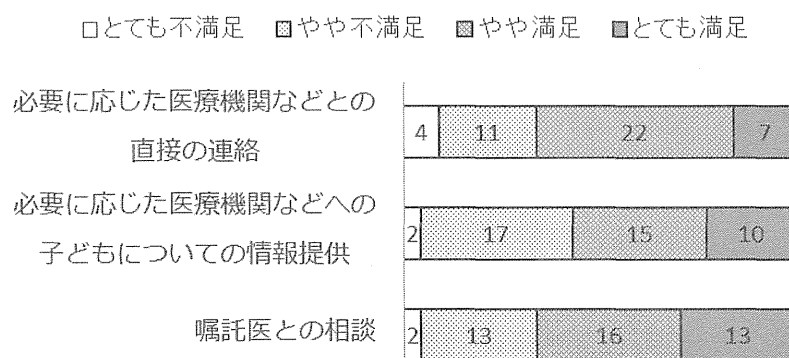 □とても不満足 ▨やや不満足 ▩やや満足 ■とても満足
必要に応じた医療機関などとの
直接の連絡
4 11 22 7
必要に応じた医療機関などへの
子どもについての情報提供
2 17 15 10
嘱託医との相談
2 13 16 13